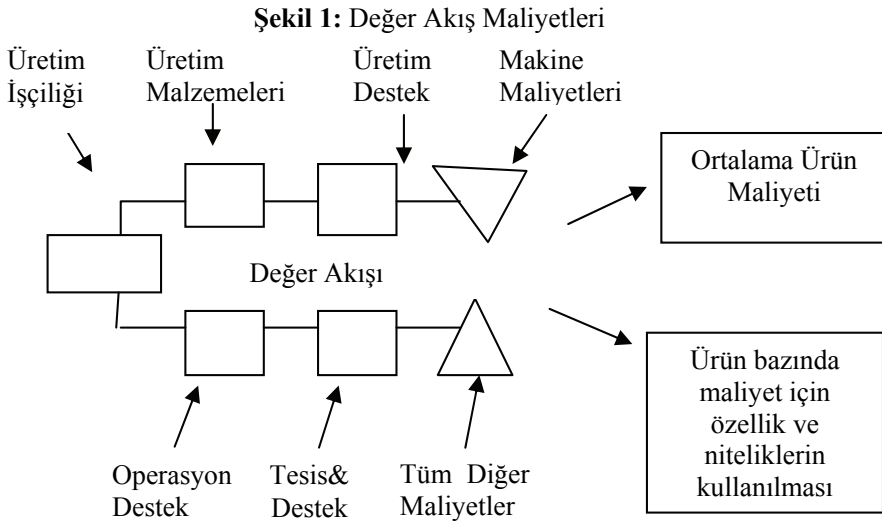 Şekil 1: Değer Akış Maliyetleri
Üretim
İşçiliği
Üretim
Malzemeleri
Üretim
Destek
Makine
Maliyetleri
Ortalama Ürün
Maliyeti
Değer Akışı
Ürün bazında
maliyet için
özellik ve
niteliklerin
kullanılması
Operasyon
Destek
Tesis&
Destek
Tüm Diğer
Maliyetler